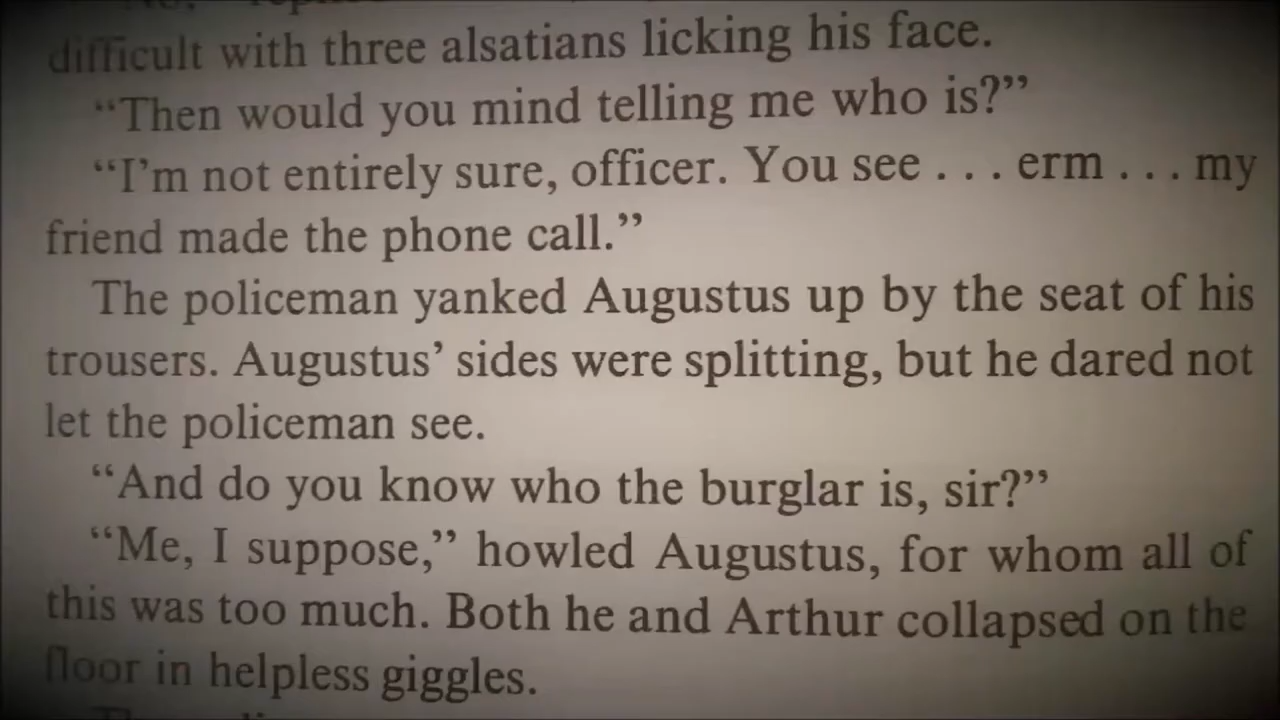 difficult with three alsatians licking his face.
“Then would you mind telling me who is?”
“I’m not entirely sure, officer. You see . . . erm . . . my
friend made the phone call.”
The policeman yanked Augustus up by the seat of his
trousers. Augustus’ sides were splitting, but he dared not
let the policeman see.
“And do you know who the burglar is, sir?”
“Me, I suppose,” howled Augustus, for whom all of
this was too much. Both he and Arthur collapsed on the
floor in helpless giggles.